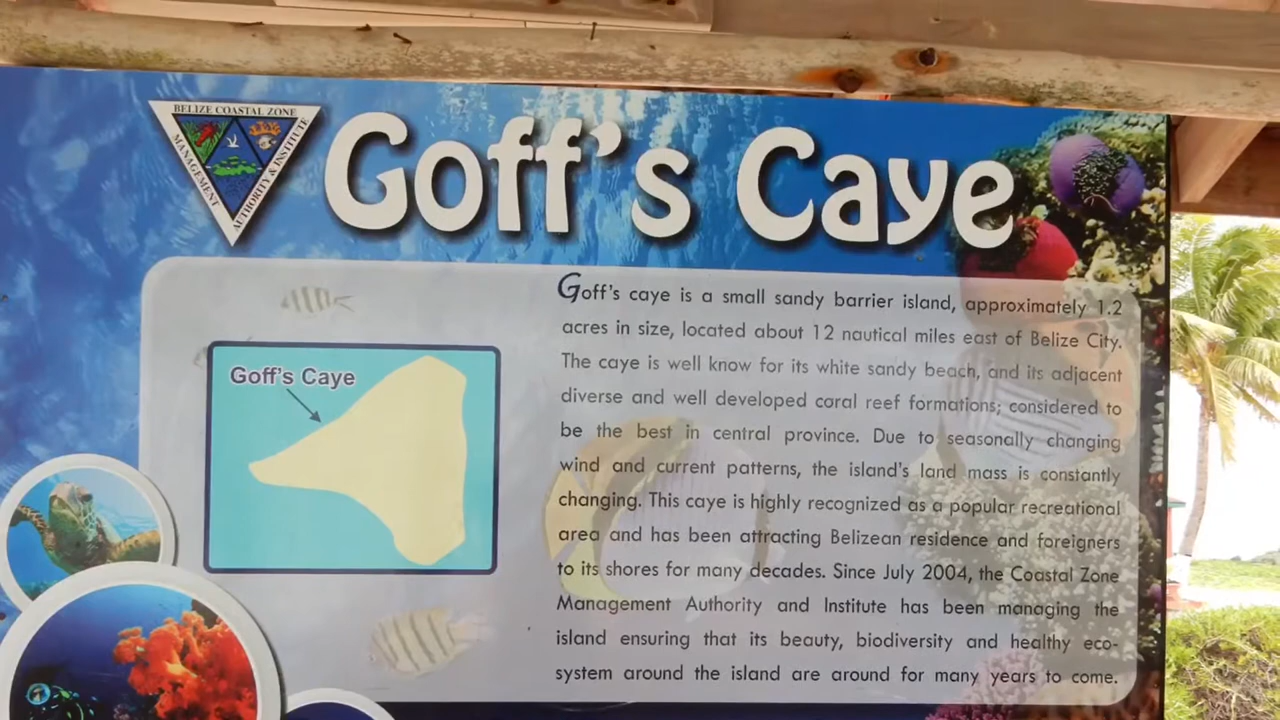 BELIZE COASTAL ZONE
MANAGEMENT
AUTHORITY & INSTITUTE
Goff's Caye
Goff's Caye
Goff's caye is a small sandy barrier island, approximately 1.2
acres in size, located about 12 nautical miles east of Belize City.
The caye is well know for its white sandy beach, and its adjacent
diverse and well developed coral reef formations; considered to
be the best in central province. Due to seasonally changing
wind and current patterns, the island's land mass is constantly
changing. This caye is highly recognized as a popular recreational
area and has been attracting Belizean residence and foreigners
to its shores for many decades. Since July 2004, the Coastal Zone
Management Authority and Institute has been managing the
island ensuring that its beauty, biodiversity and healthy eco-
system around the island are around for many years to come.